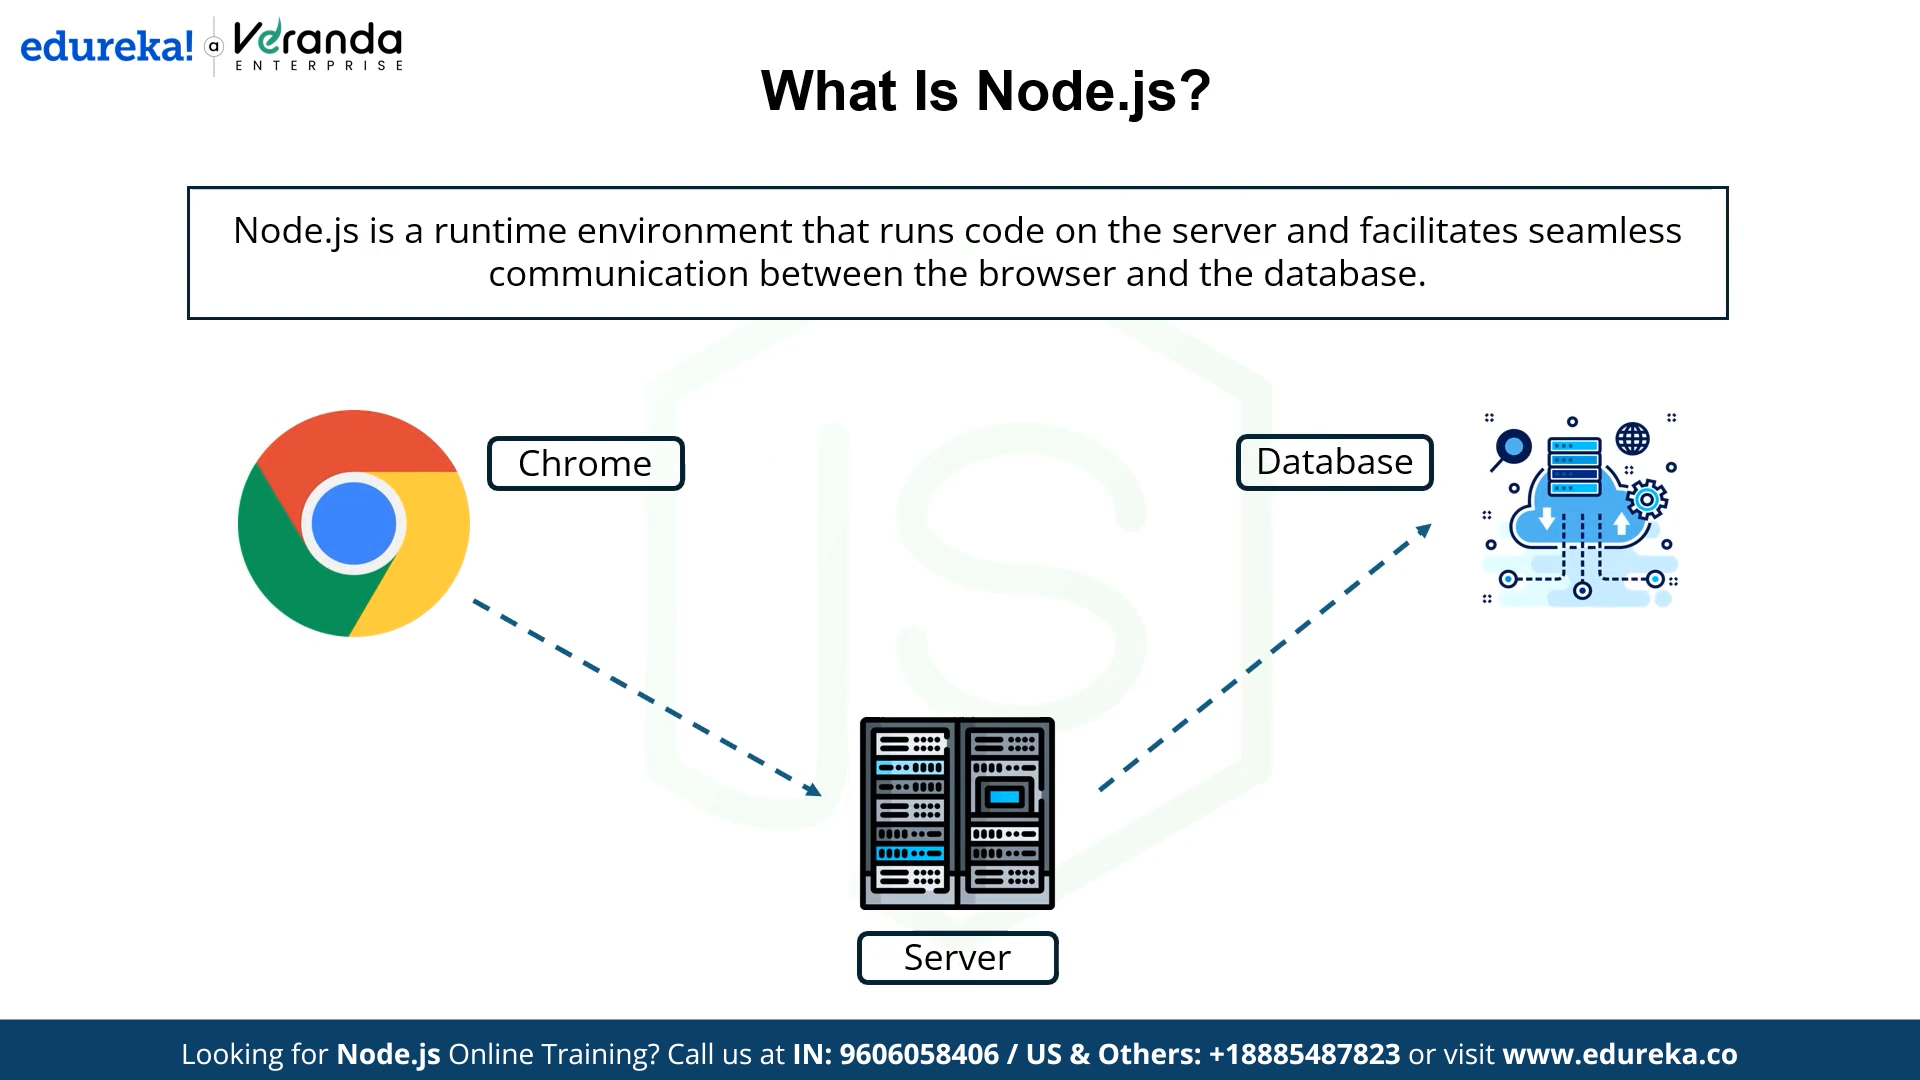 edureka! a Veranda
ENTERPRISE
What Is Node.js?
Node.js is a runtime environment that runs code on the server and facilitates seamless
communication between the browser and the database.
Chrome
Database
JS
Server
Looking for Node.js Online Training? Call us at IN: 9606058406 / US & Others: +18885487823 or visit www.edureka.co